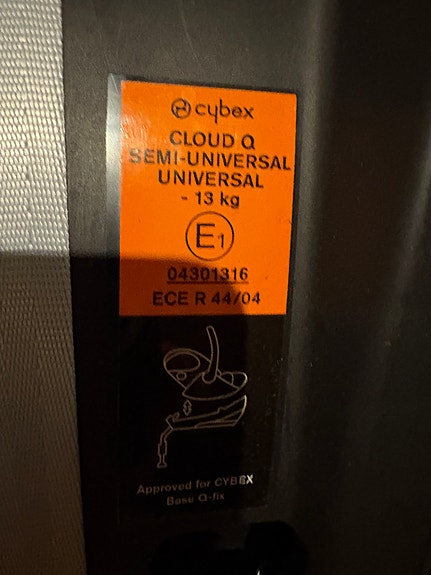 cybex
CLOUD Q
SEMI-UNIVERSAL
UNIVERSAL
- 13 kg
E1
04301316
ECE R 44/04
Approved for CYBEX
Base Q-fix